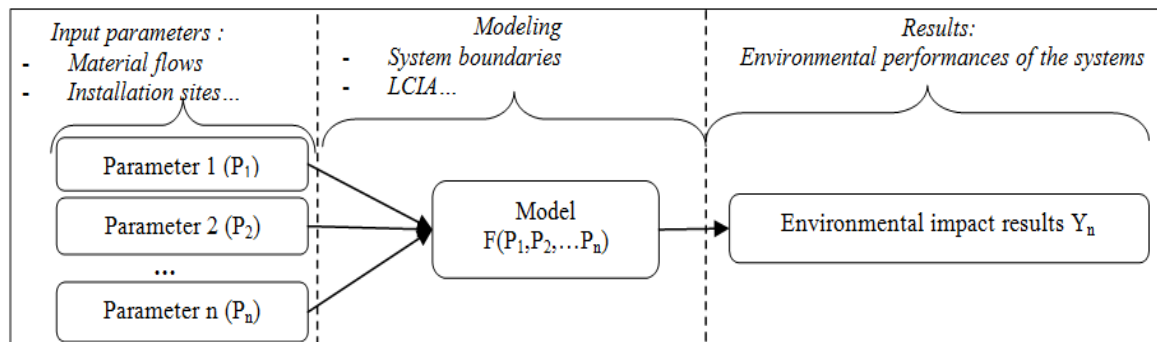 Input parameters :
- Material flows
- Installation sites…
Modeling
- System boundaries
- LCIA…
Results:
Environmental performances of the systems
Parameter 1 (P₁)
Parameter 2 (P₂)
...
Parameter n (Pₙ)
Model
F(P₁,P₂,…Pₙ)
Environmental impact results Yₙ